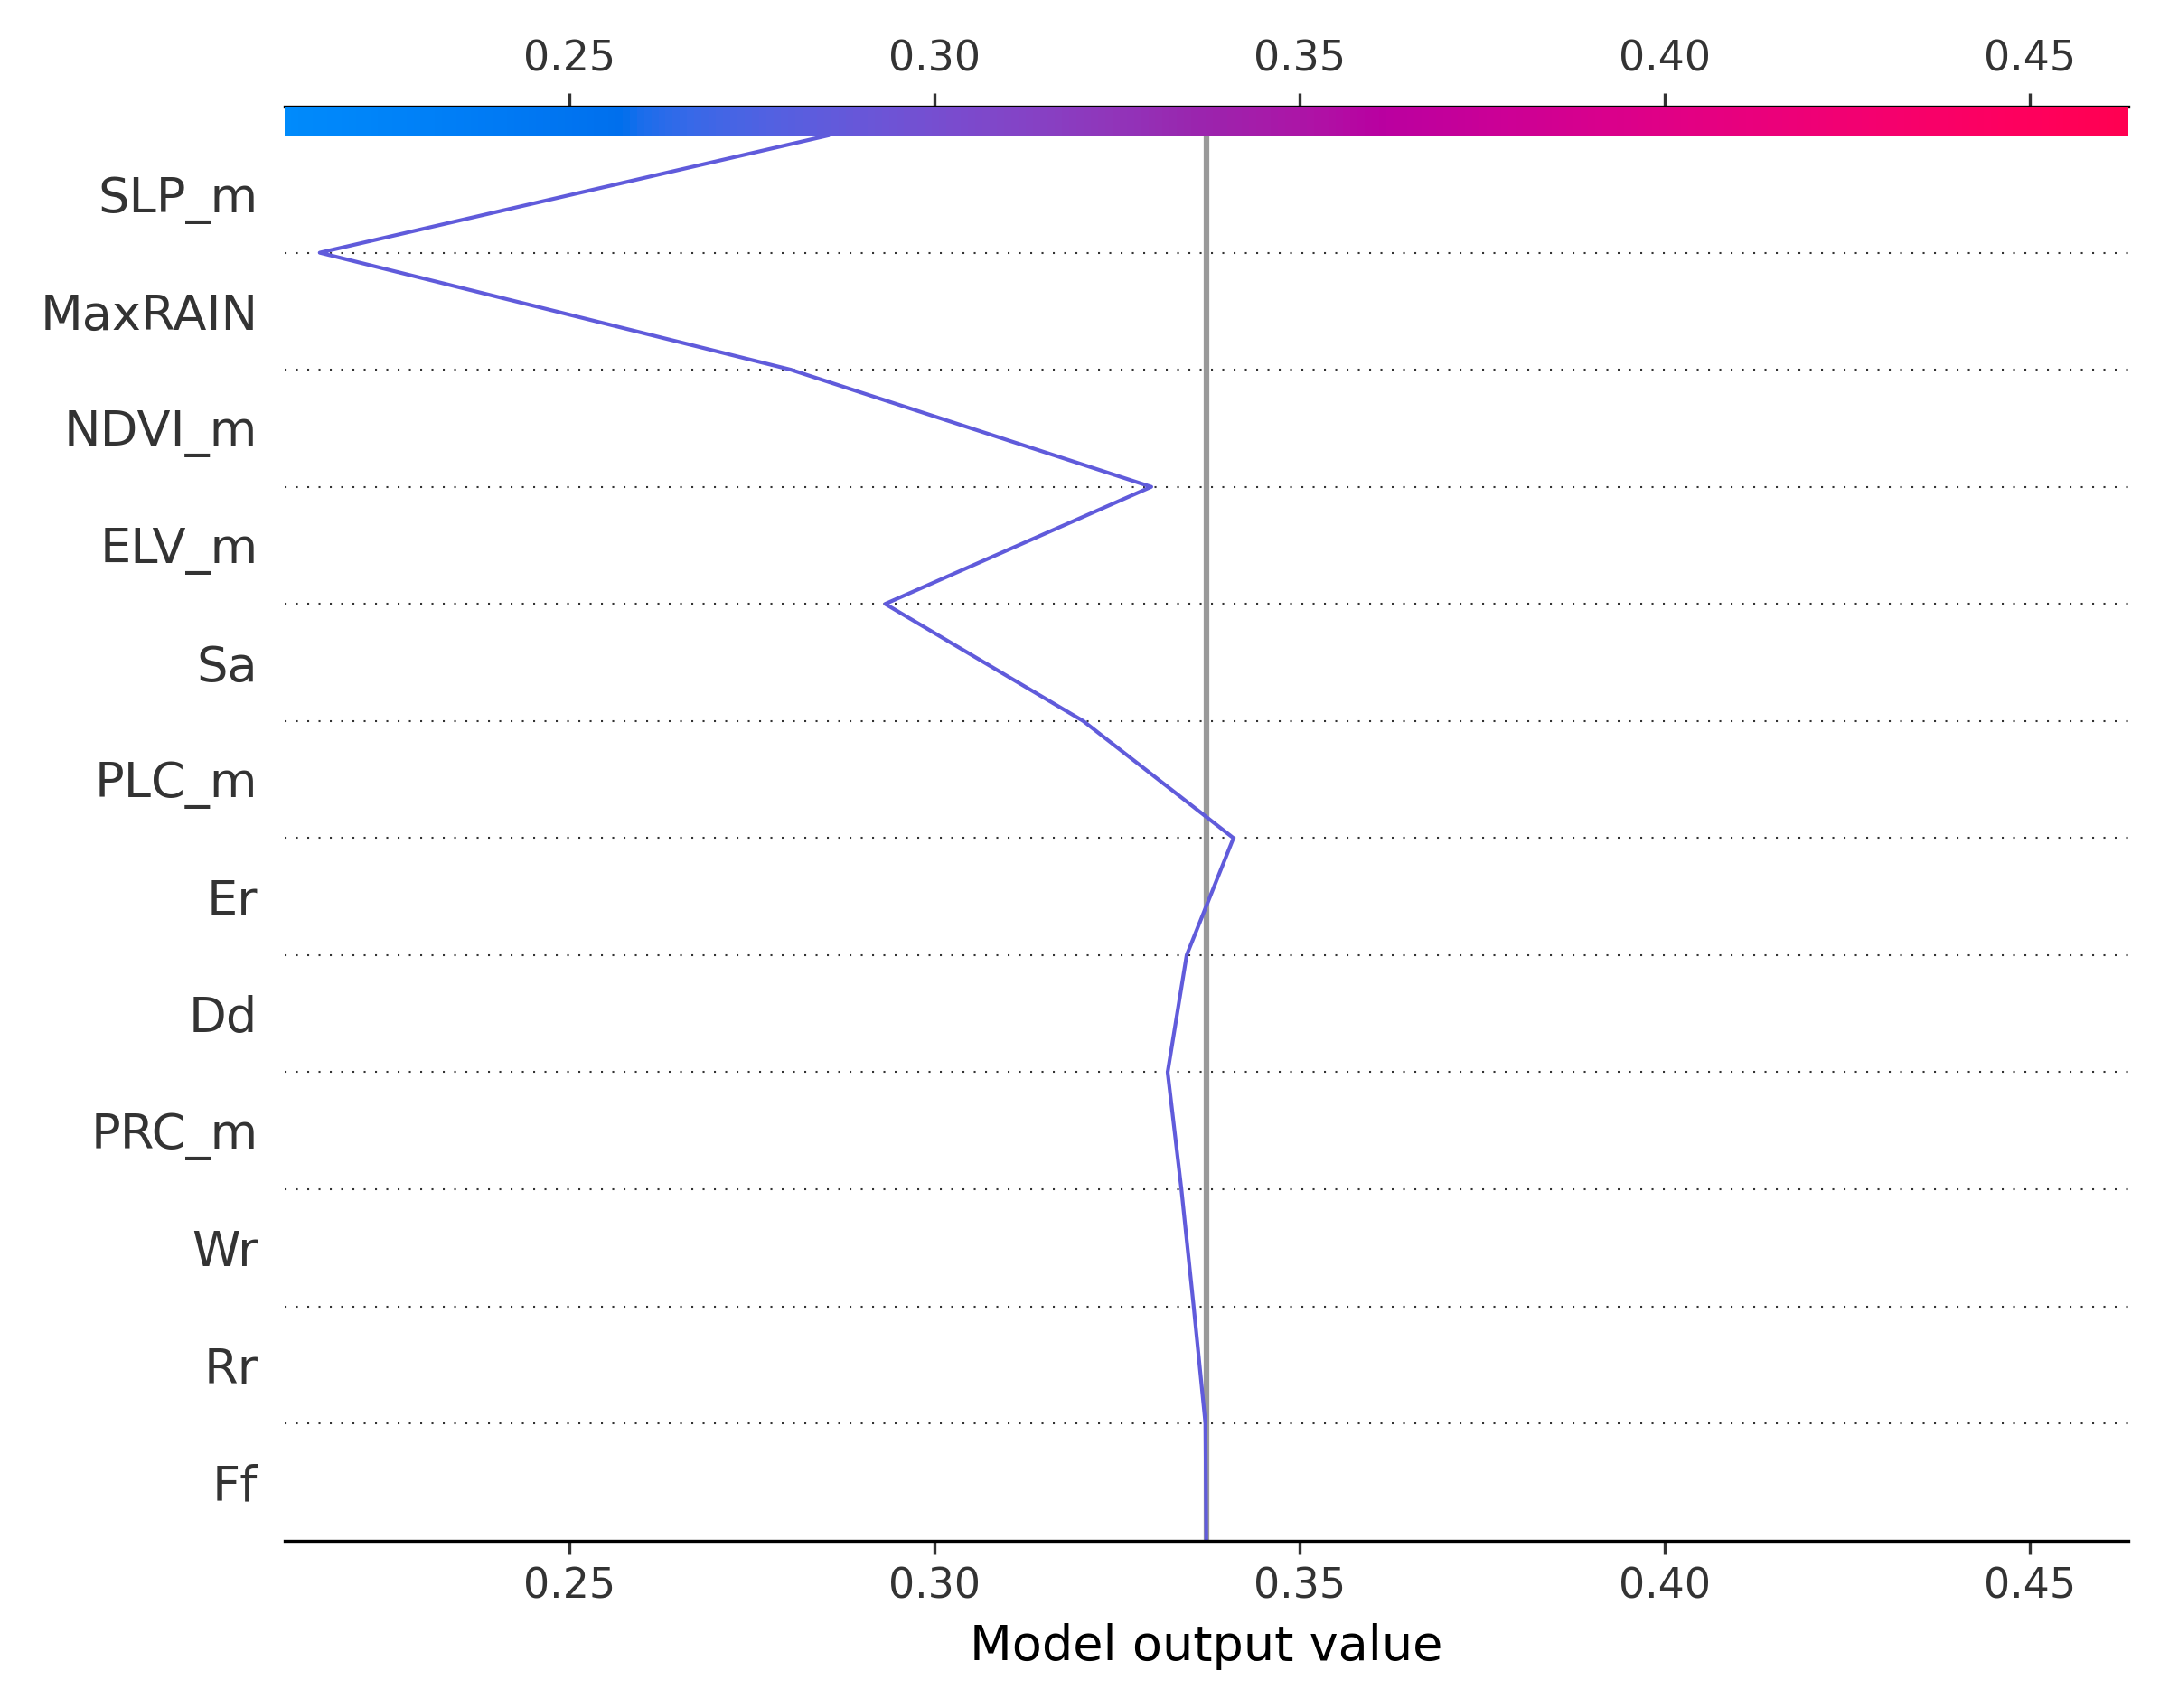 0.25 0.30 0.35 0.40 0.45
SLP_m
MaxRAIN
NDVI_m
ELV_m
Sa
PLC_m
Er
Dd
PRC_m
Wr
Rr
Ff
0.25 0.30 0.35 0.40 0.45
Model output value